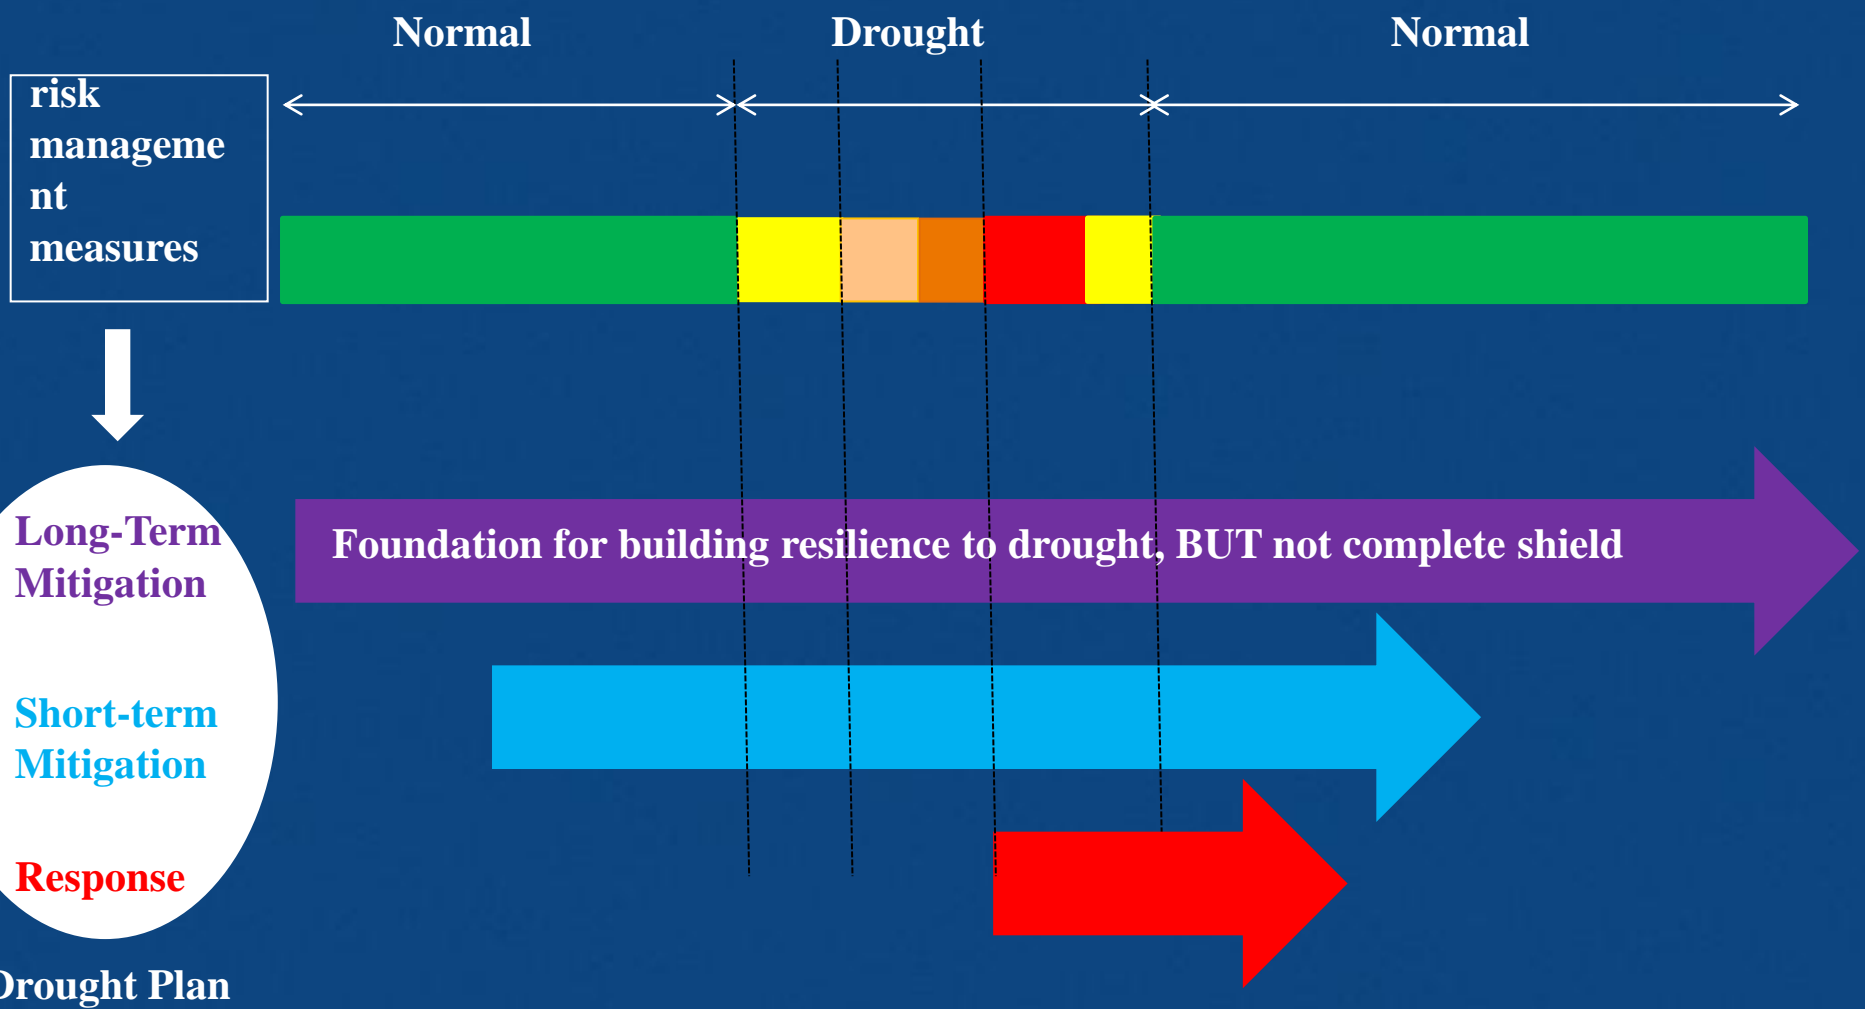 Normal
Drought
Normal
risk
manageme
nt
measures
Long-Term
Mitigation
Foundation for building resilience to drought, BUT not complete shield
Short-term
Mitigation
Response
Drought Plan